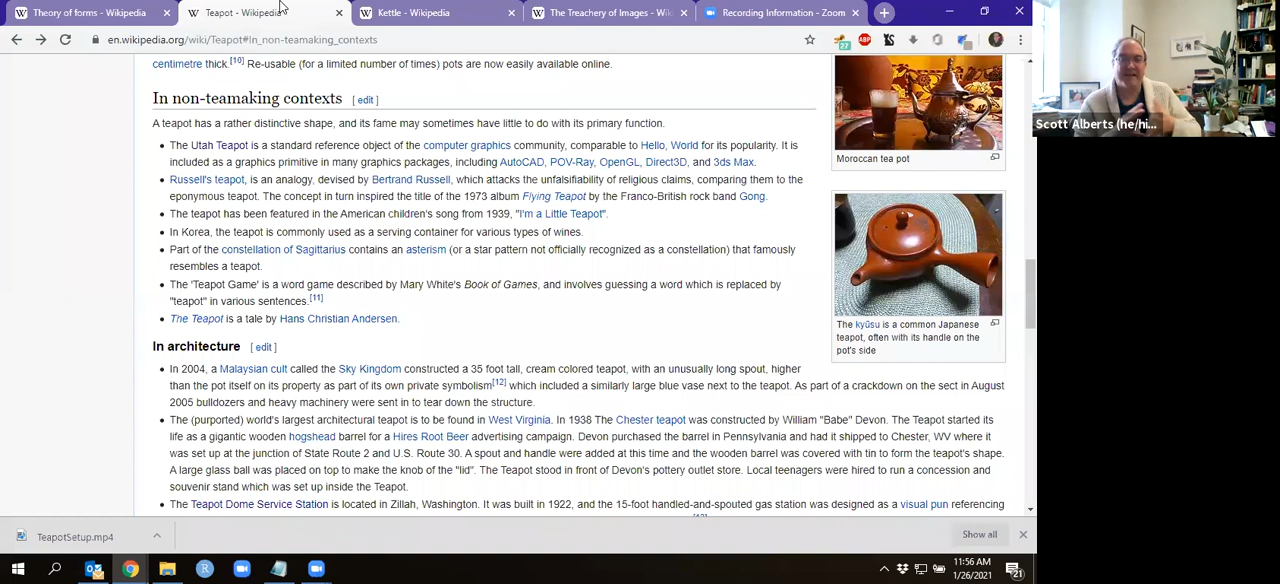 Theory of forms - Wikipedia
Teapot - Wikipedia
Kettle - Wikipedia
The Treachery of Images - Wiki
Recording Information - Zoom
en.wikipedia.org/wiki/Teapot#In_non-teamaking_contexts
27
ABP
centimetre thick.[10] Re-usable (for a limited number of times) pots are now easily available online.
In non-teamaking contexts [ edit ]
A teapot has a rather distinctive shape, and its fame may sometimes have little to do with its primary function.
The Utah Teapot is a standard reference object of the computer graphics community, comparable to Hello, World for its popularity. It is
included as a graphics primitive in many graphics packages, including AutoCAD, POV-Ray, OpenGL, Direct3D, and 3ds Max.
Russell's teapot, is an analogy, devised by Bertrand Russell, which attacks the unfalsifiability of religious claims, comparing them to the
eponymous teapot. The concept in turn inspired the title of the 1973 album Flying Teapot by the Franco-British rock band Gong.
The teapot has been featured in the American children's song from 1939, "I'm a Little Teapot".
In Korea, the teapot is commonly used as a serving container for various types of wines.
Part of the constellation of Sagittarius contains an asterism (or a star pattern not officially recognized as a constellation) that famously
resembles a teapot.
The 'Teapot Game' is a word game described by Mary White's Book of Games, and involves guessing a word which is replaced by
"teapot" in various sentences.[11]
The Teapot is a tale by Hans Christian Andersen.
Moroccan tea pot
The kyūsu is a common Japanese
teapot, often with its handle on the
pot's side
In architecture [ edit ]
In 2004, a Malaysian cult called the Sky Kingdom constructed a 35 foot tall, cream colored teapot, with an unusually long spout, higher
than the pot itself on its property as part of its own private symbolism[12] which included a similarly large blue vase next to the teapot. As part of a crackdown on the sect in August
2005 bulldozers and heavy machinery were sent in to tear down the structure.
The (purported) world's largest architectural teapot is to be found in West Virginia. In 1938 The Chester teapot was constructed by William "Babe" Devon. The Teapot started its
life as a gigantic wooden hogshead barrel for a Hires Root Beer advertising campaign. Devon purchased the barrel in Pennsylvania and had it shipped to Chester, WV where it
was set up at the junction of State Route 2 and U.S. Route 30. A spout and handle were added at this time and the wooden barrel was covered with tin to form the teapot's shape.
A large glass ball was placed on top to make the knob of the "lid". The Teapot stood in front of Devon's pottery outlet store. Local teenagers were hired to run a concession and
souvenir stand which was set up inside the Teapot.
The Teapot Dome Service Station is located in Zillah, Washington. It was built in 1922, and the 15-foot handled-and-spouted gas station was designed as a visual pun referencing
Scott Alberts (he/hi...
TeapotSetup.mp4
Show all
11:56 AM
1/26/2021
21